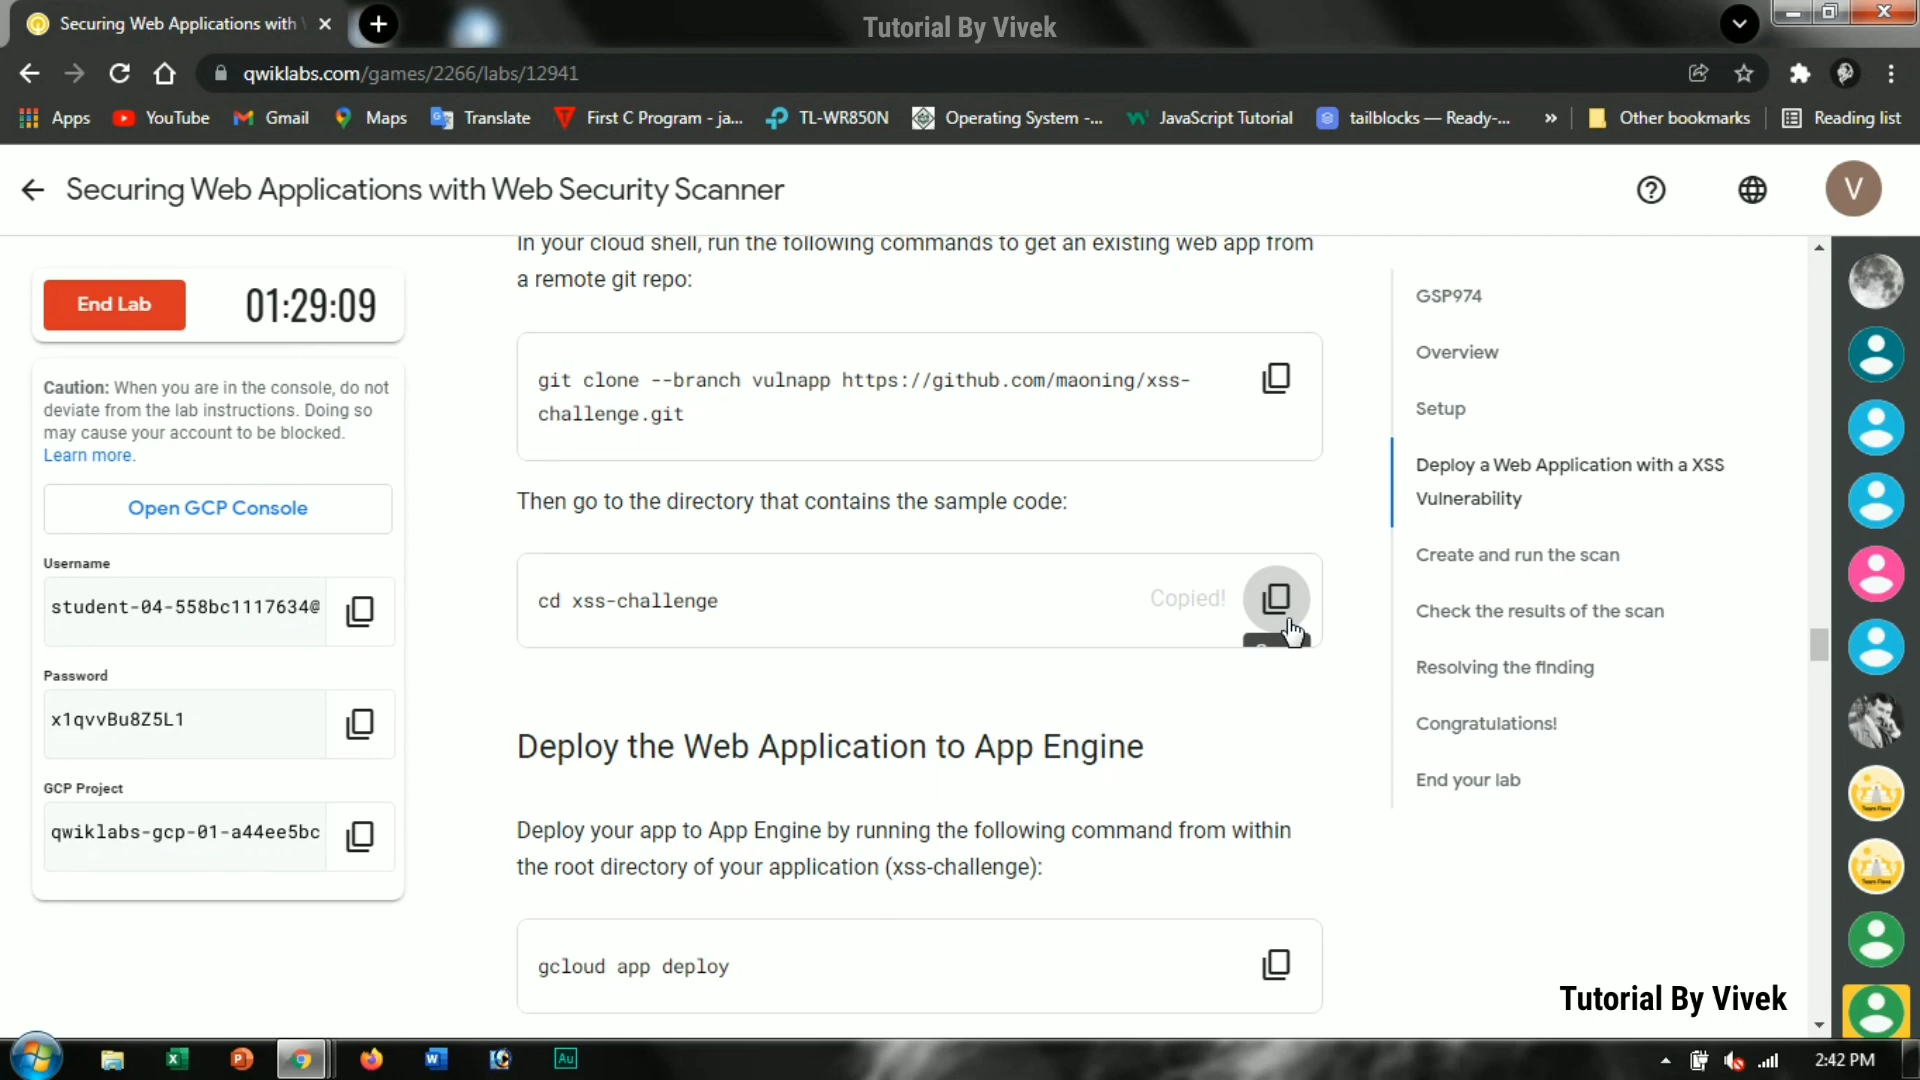 Securing Web Applications with
Tutorial By Vivek
qwiklabs.com/games/2266/labs/12941
Apps
YouTube
Gmail
Maps
Translate
First C Program - ja...
TL-WR850N
Operating System -...
JavaScript Tutorial
tailblocks — Ready-...
»
Other bookmarks
Reading list
Securing Web Applications with Web Security Scanner
V
End Lab
01:29:09
Caution: When you are in the console, do not
deviate from the lab instructions. Doing so
may cause your account to be blocked.
Learn more.
Open GCP Console
Username
student-04-558bc1117634@
Password
x1qvvBu8Z5L1
GCP Project
qwiklabs-gcp-01-a44ee5bc
In your cloud shell, run the following commands to get an existing web app from
a remote git repo:
git clone --branch vulnapp https://github.com/maoning/xss-
challenge.git
Then go to the directory that contains the sample code:
cd xss-challenge
Copied!
Deploy the Web Application to App Engine
Deploy your app to App Engine by running the following command from within
the root directory of your application (xss-challenge):
gcloud app deploy
GSP974
Overview
Setup
Deploy a Web Application with a XSS
Vulnerability
Create and run the scan
Check the results of the scan
Resolving the finding
Congratulations!
End your lab
Tutorial By Vivek
Au
2:42 PM